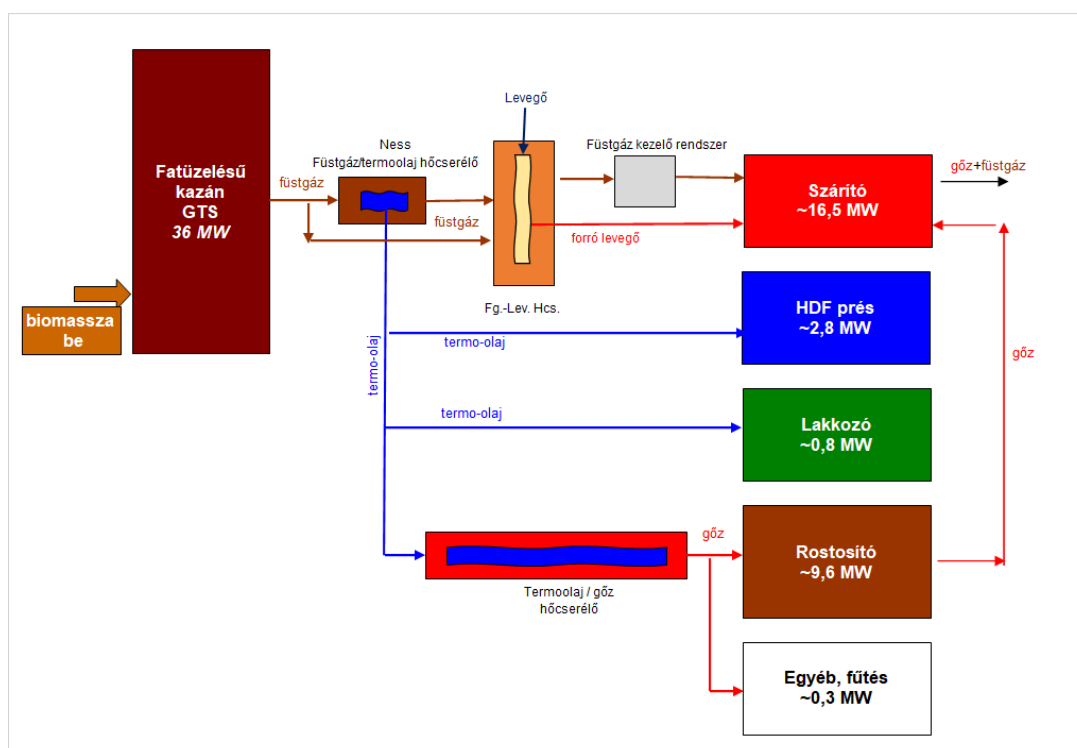 Levegő
Ness
Füstgáz/termoolaj hőcserélő
Füstgáz kezelő rendszer
Fatüzelésű
kazán
GTS
36 MW
füstgáz
füstgáz
Szárító
~16,5 MW
gőz+füstgáz
forró levegő
biomassza
be
Fg.-Lev. Hcs.
HDF prés
~2,8 MW
termo-olaj
termo-olaj
gőz
termo-olaj
Lakkozó
~0,8 MW
gőz
Rostosító
~9,6 MW
Termoolaj / gőz
hőcserélő
Egyéb, fűtés
~0,3 MW